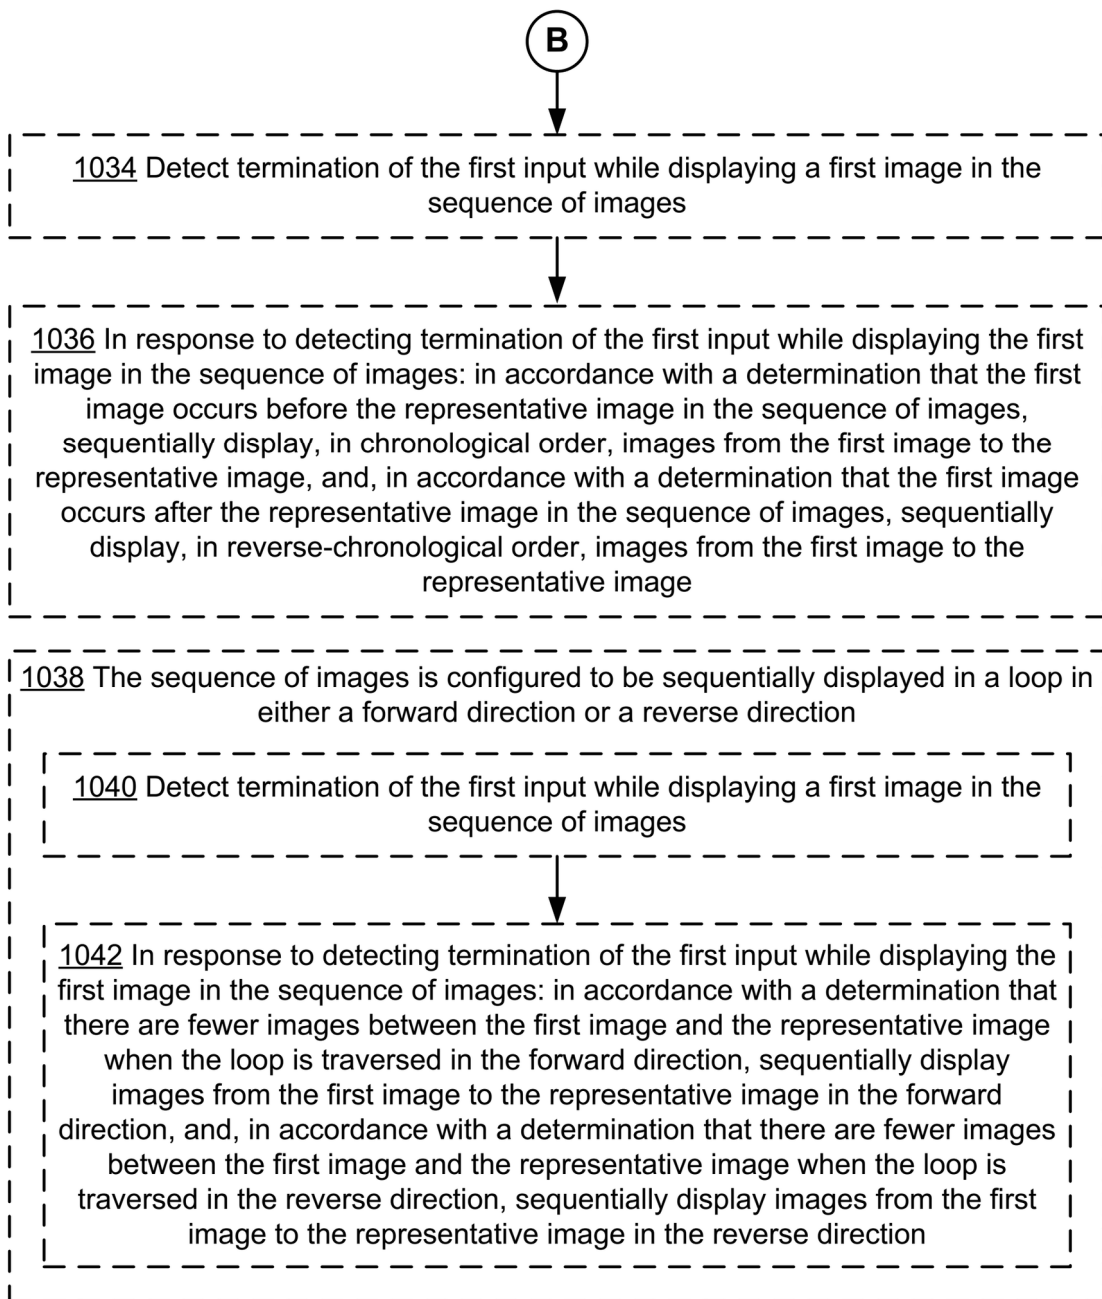 B
1034 Detect termination of the first input while displaying a first image in the
sequence of images
1036 In response to detecting termination of the first input while displaying the first
image in the sequence of images: in accordance with a determination that the first
image occurs before the representative image in the sequence of images,
sequentially display, in chronological order, images from the first image to the
representative image, and, in accordance with a determination that the first image
occurs after the representative image in the sequence of images, sequentially
display, in reverse-chronological order, images from the first image to the
representative image
1038 The sequence of images is configured to be sequentially displayed in a loop in
either a forward direction or a reverse direction
1040 Detect termination of the first input while displaying a first image in the
sequence of images
1042 In response to detecting termination of the first input while displaying the
first image in the sequence of images: in accordance with a determination that
there are fewer images between the first image and the representative image
when the loop is traversed in the forward direction, sequentially display
images from the first image to the representative image in the forward
direction, and, in accordance with a determination that there are fewer images
between the first image and the representative image when the loop is
traversed in the reverse direction, sequentially display images from the first
image to the representative image in the reverse direction